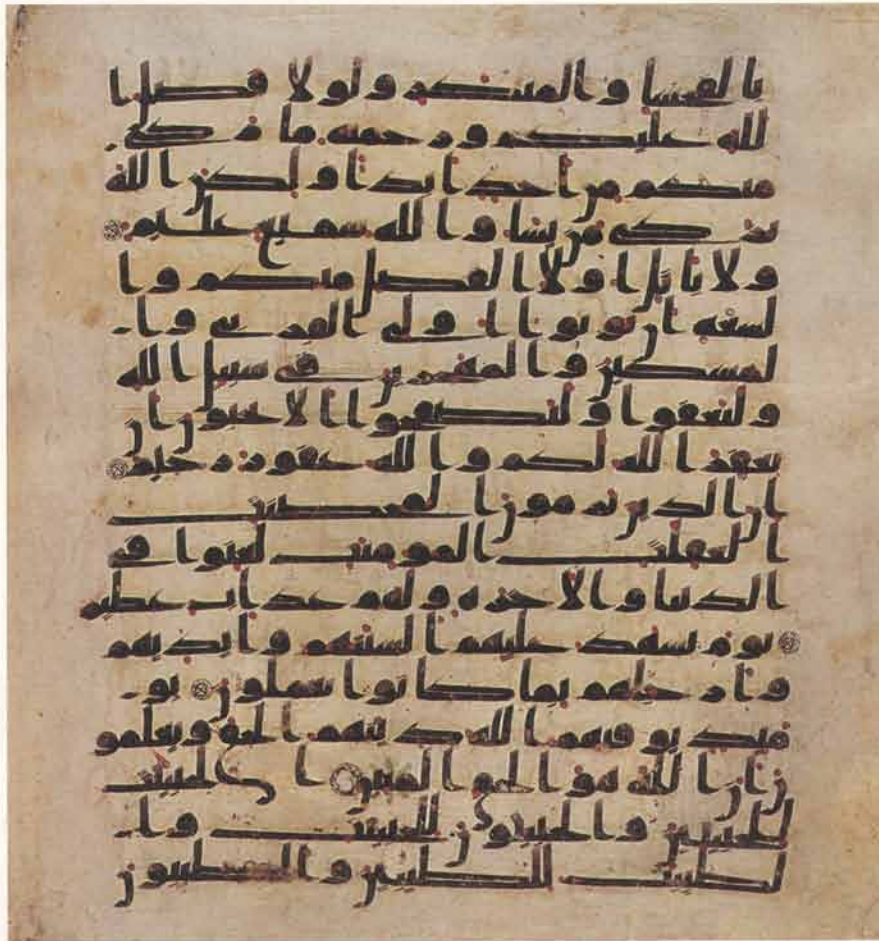 بالفحشا والمنكر ولولا فضل ا
لله عليكم ورحمته ما زكى
منكم من احد ابدا ولكن الله
يزكي من يشا والله سميع عليم
ولا ياتل اولوا الفضل منكم وا
لسعة ان يوتوا اولي القربى وا
لمسكين والمهجرين في سبيل الله
وليعفوا وليصفحوا الا تحبون ان
يغفر الله لكم والله غفور رحيم
ان الذين يرمون المحصنت
الغفلت المومنت لعنوا في
الدنيا والاخرة ولهم عذاب عظيم
يوم تشهد عليهم السنتهم وايديهم
وارجلهم بما كانوا يعملون يو
مئذ يوفيهم الله دينهم الحق ويعلمو
ن ان الله هو الحق المبين الخبيثت
للخبيثين والخبيثون للخبيثت وا
لطيبت للطيبين والطيبون